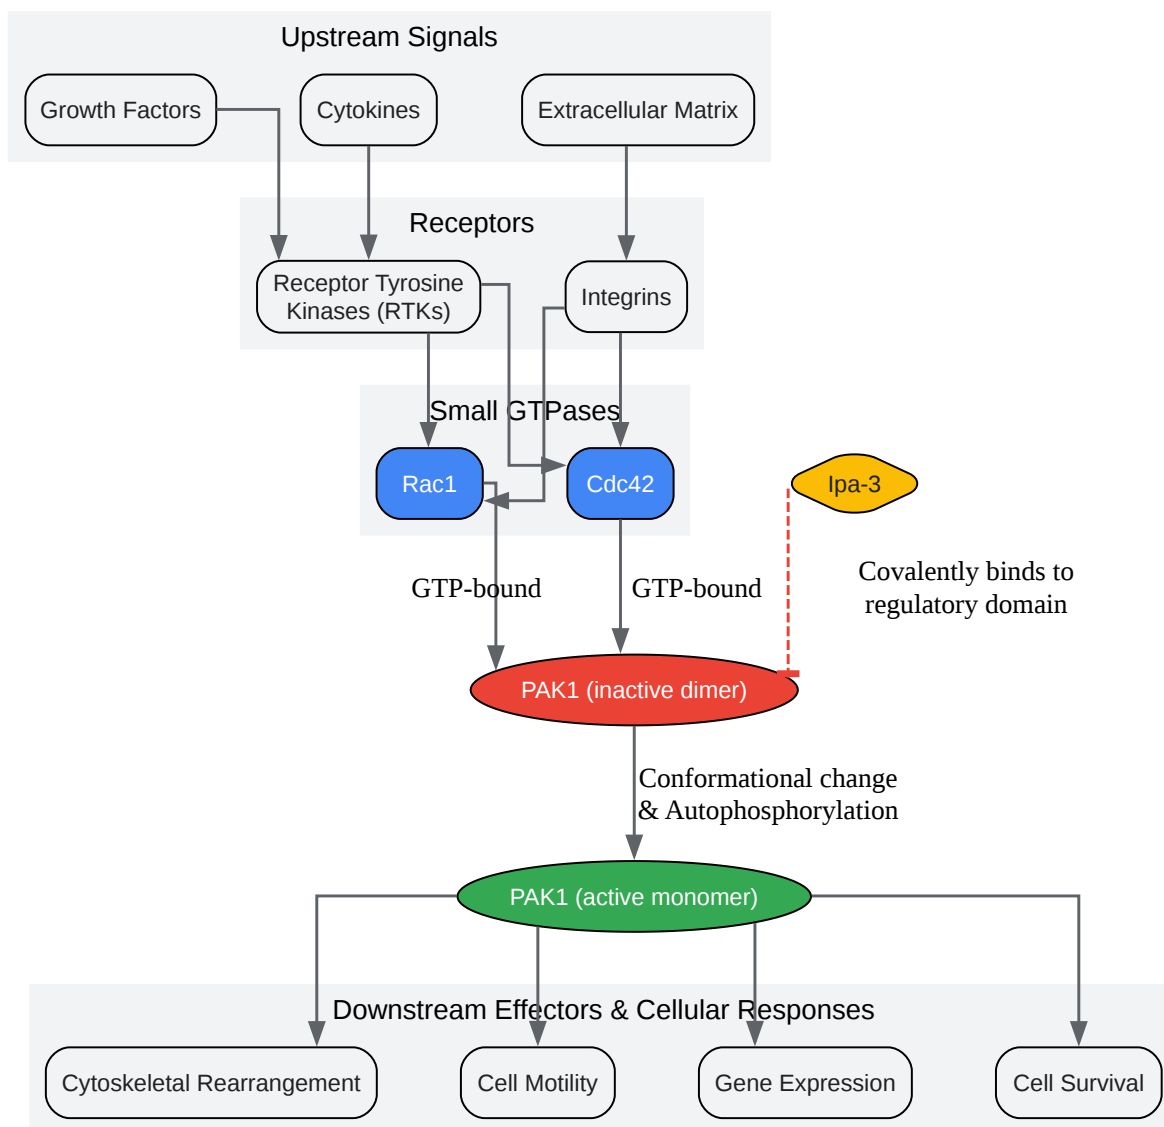 Upstream Signals
Growth Factors
Cytokines
Extracellular Matrix
Receptors
Receptor Tyrosine
Kinases (RTKs)
Integrins
Small GTPases
Rac1
Cdc42
Ipa-3
GTP-bound
GTP-bound
Covalently binds to
regulatory domain
PAK1 (inactive dimer)
Conformational change
& Autophosphorylation
PAK1 (active monomer)
Downstream Effectors & Cellular Responses
Cytoskeletal Rearrangement
Cell Motility
Gene Expression
Cell Survival